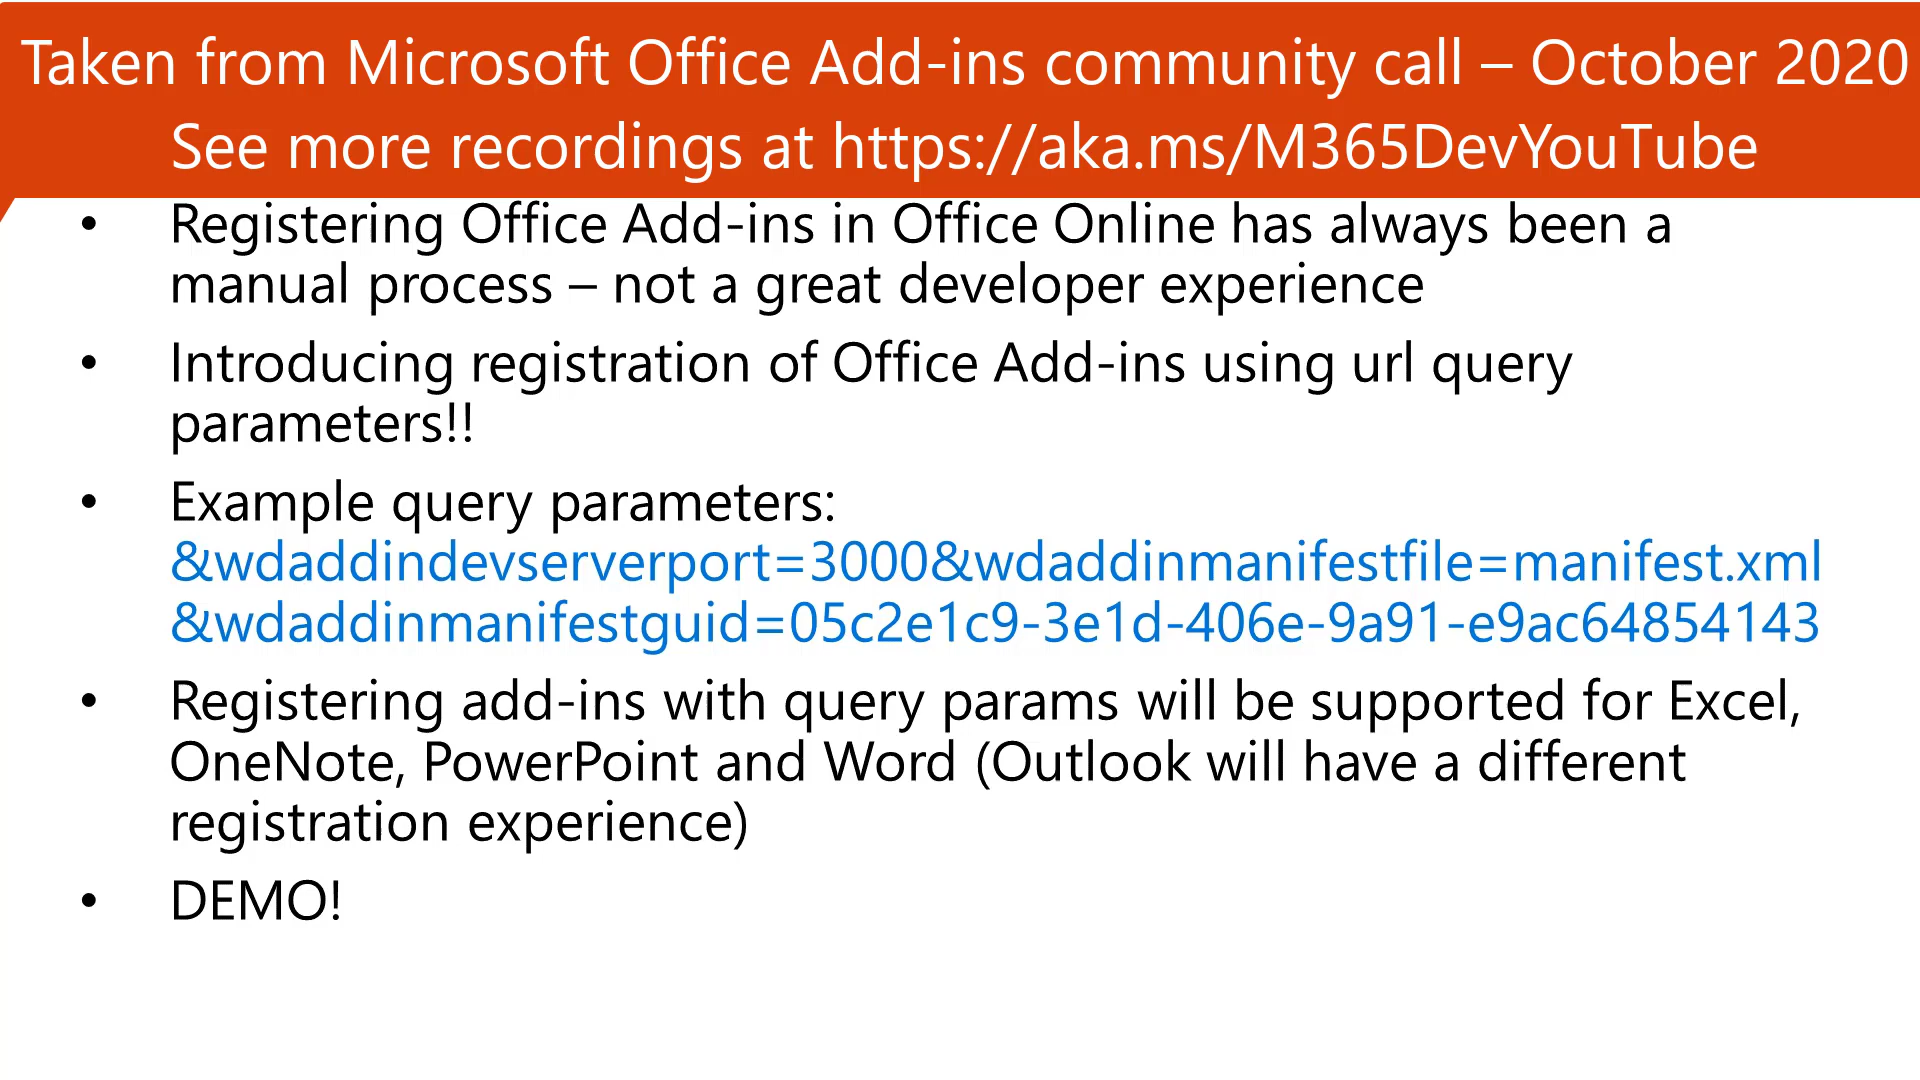 Taken from Microsoft Office Add-ins community call – October 2020
See more recordings at https://aka.ms/M365DevYouTube
• Registering Office Add-ins in Office Online has always been a
manual process – not a great developer experience
• Introducing registration of Office Add-ins using url query
parameters!!
• Example query parameters:
&wdaddindevserverport=3000&wdaddinmanifestfile=manifest.xml
&wdaddinmanifestguid=05c2e1c9-3e1d-406e-9a91-e9ac64854143
• Registering add-ins with query params will be supported for Excel,
OneNote, PowerPoint and Word (Outlook will have a different
registration experience)
• DEMO!